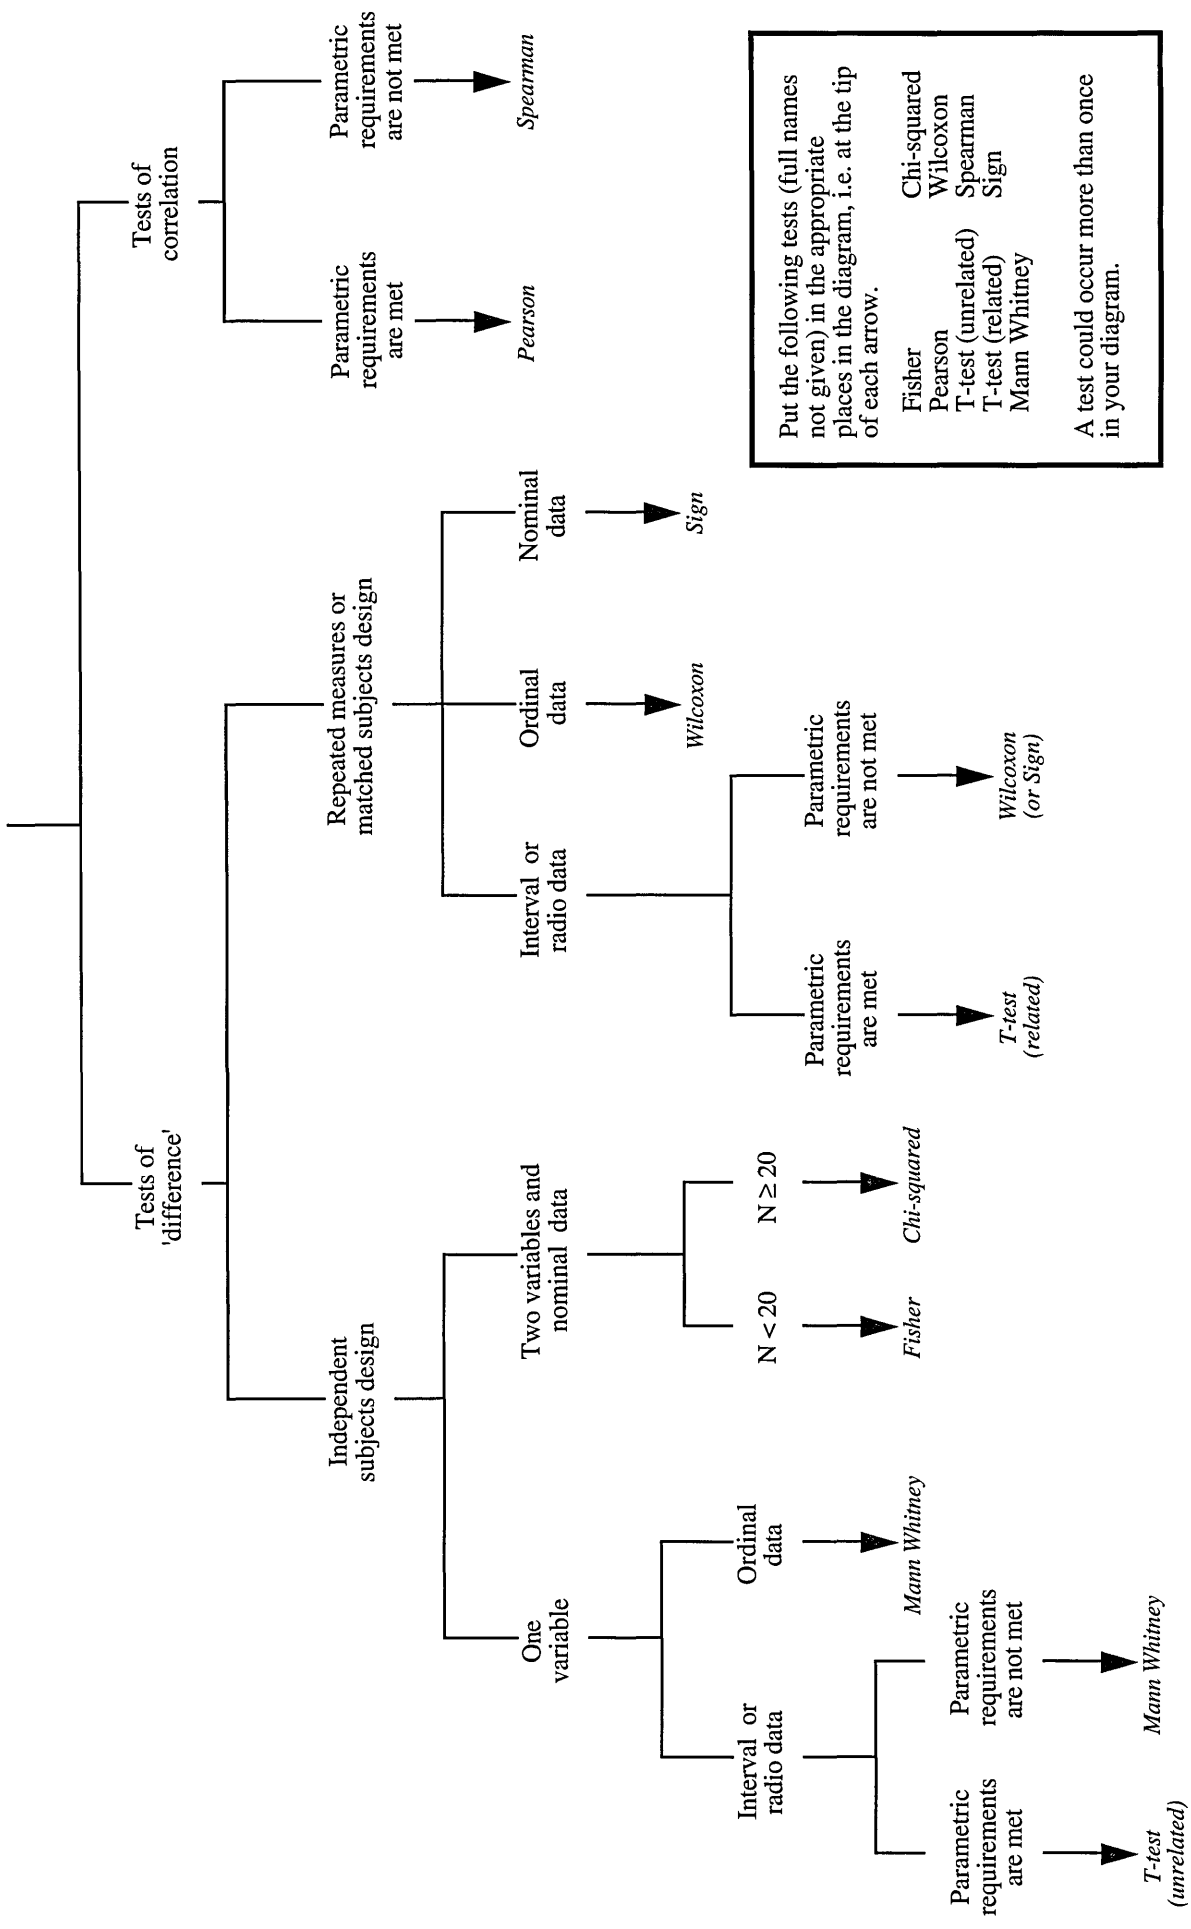 Tests of
'difference'
Tests of
correlation
Independent
subjects design
Repeated measures or
matched subjects design
Parametric
requirements
are met
Parametric
requirements
are not met
One
variable
Two variables and
nominal data
Interval or
radio data
Ordinal
data
Nominal
data
Pearson
Spearman
Interval or
radio data
Ordinal
data
N < 20
N ≥ 20
Wilcoxon
Sign
Parametric
requirements
are met
Parametric
requirements
are not met
Mann Whitney
Fisher
Chi-squared
Parametric
requirements
are met
Parametric
requirements
are not met
T-test
(related)
Wilcoxon
(or Sign)
T-test
(unrelated)
Mann Whitney
Put the following tests (full names
not given) in the appropriate
places in the diagram, i.e. at the tip
of each arrow.
Fisher Chi-squared
Pearson Wilcoxon
T-test (unrelated) Spearman
T-test (related) Sign
Mann Whitney
A test could occur more than once
in your diagram.